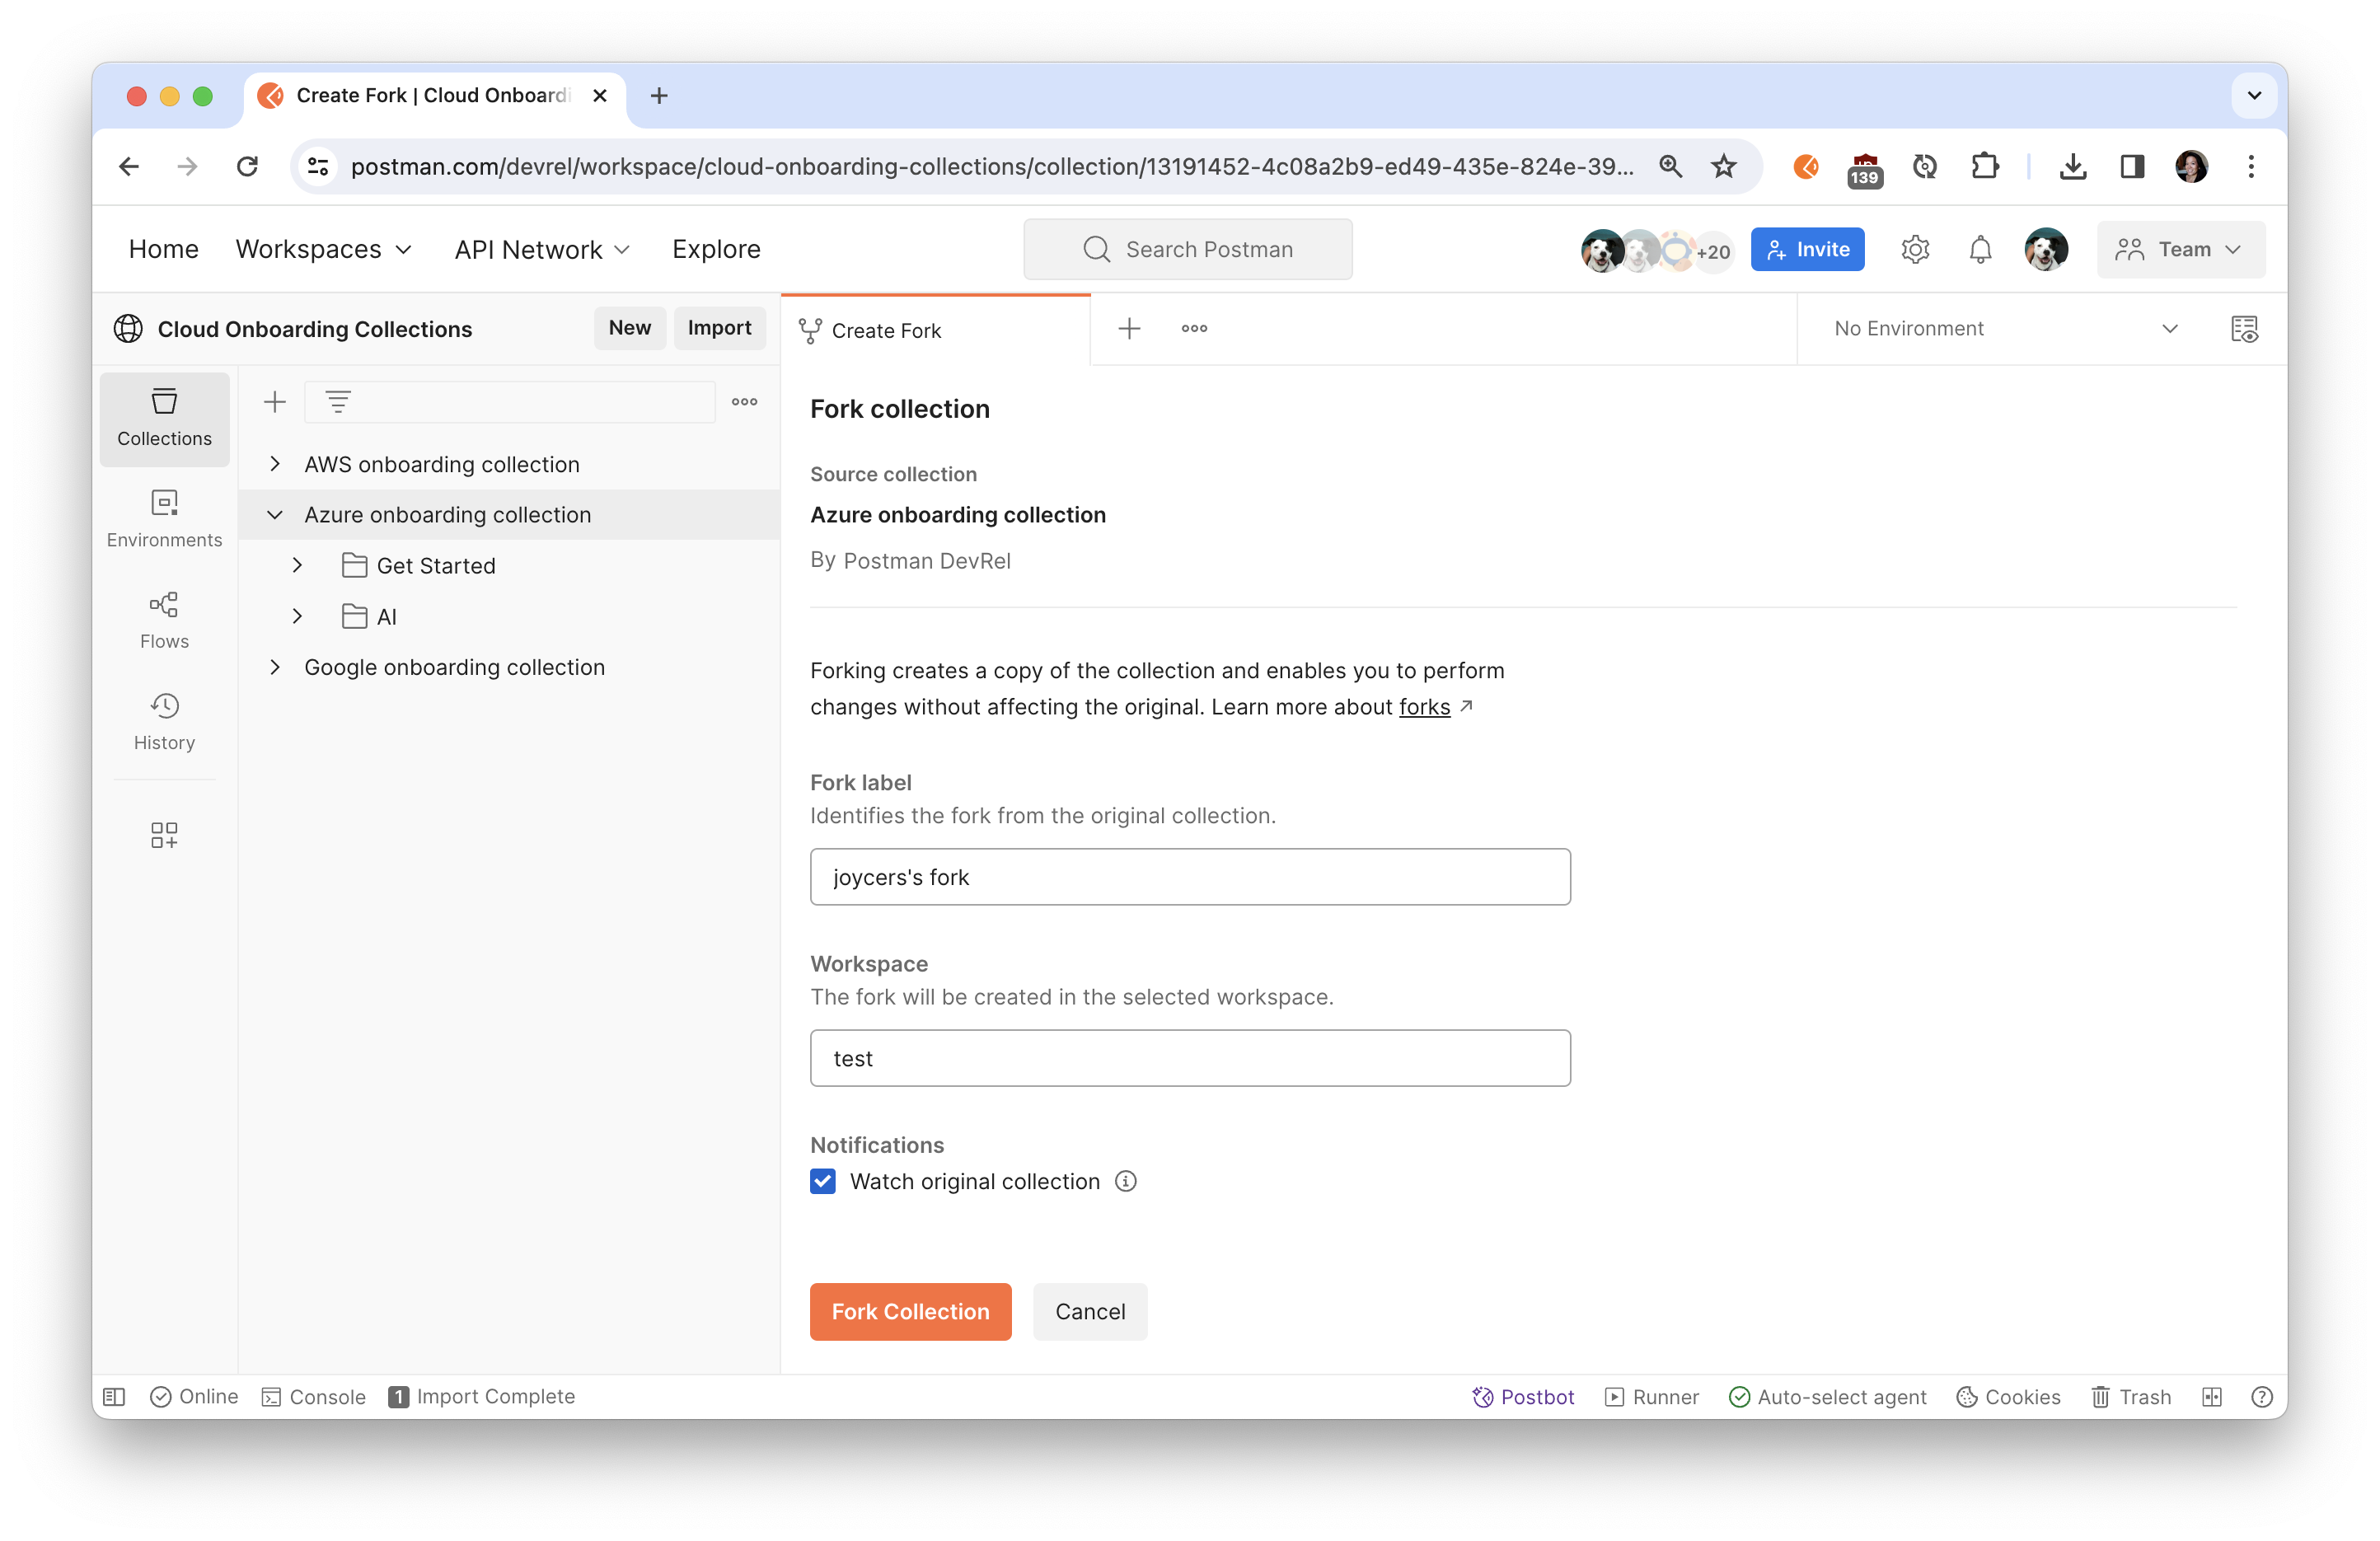 Create Fork | Cloud Onboardi
postman.com/devrel/workspace/cloud-onboarding-collections/collection/13191452-4c08a2b9-ed49-435e-824e-39...
139
Home
Workspaces
API Network
Explore
Search Postman
+20
Invite
Team
Cloud Onboarding Collections
New
Import
Create Fork
No Environment
Collections
Environments
Flows
History
AWS onboarding collection
Azure onboarding collection
Get Started
AI
Google onboarding collection
Fork collection
Source collection
Azure onboarding collection
By Postman DevRel
Forking creates a copy of the collection and enables you to perform
changes without affecting the original. Learn more about forks
Fork label
Identifies the fork from the original collection.
joycers's fork
Workspace
The fork will be created in the selected workspace.
test
Notifications
Watch original collection
Fork Collection
Cancel
Online
Console
1 Import Complete
Postbot
Runner
Auto-select agent
Cookies
Trash